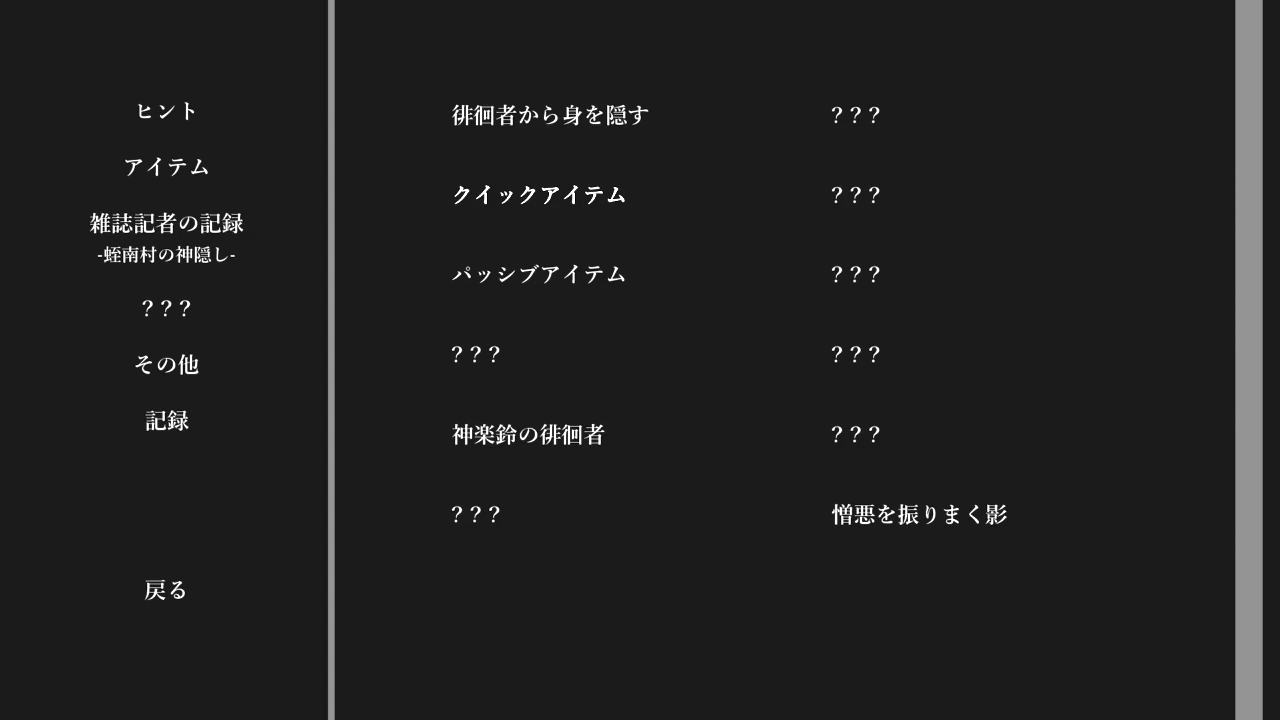 ヒント
アイテム
雑誌記者の記録
-蛭南村の神隠し-
？？？
その他
記録
戻る
徘徊者から身を隠す
？？？
クイックアイテム
？？？
パッシブアイテム
？？？
？？？
？？？
神楽鈴の徘徊者
？？？
？？？
憎悪を振りまく影